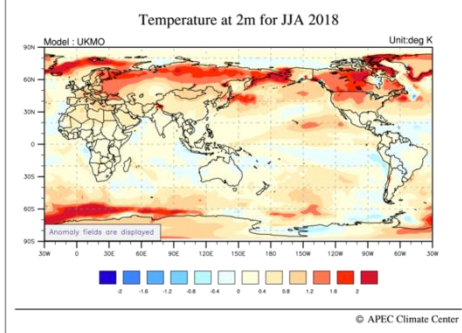 Temperature at 2m for JJA 2018
Model : UKMO
Unit:deg K
90N
60N
30N
0
30S
60S
90S
Anomaly fields are displayed
30W 0 30E 60E 90E 120E 150E 180 150W 120W 90W 60W 30W
-2 -1.6 -1.2 -0.8 -0.4 0 0.4 0.8 1.2 1.6 2
© APEC Climate Center